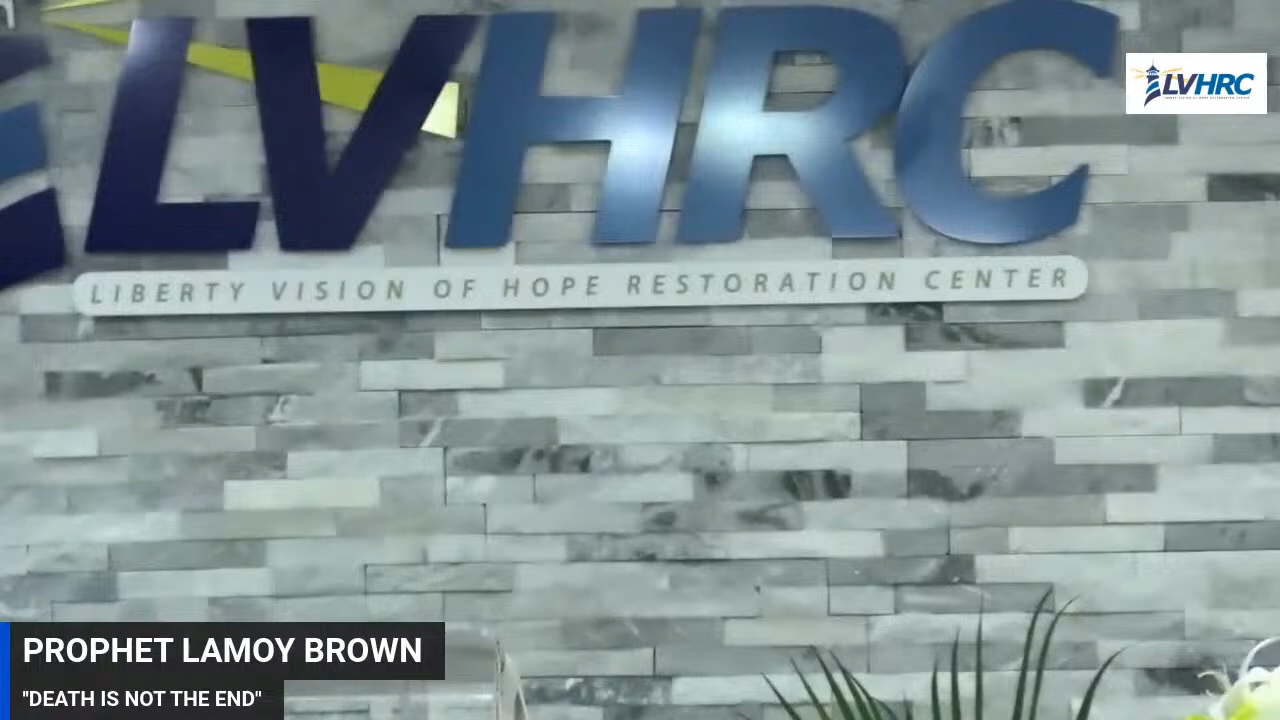 LVHRC
LIBERTY VISION OF HOPE RESTORATION CENTER
LVHRC
PROPHET LAMOY BROWN
"DEATH IS NOT THE END"